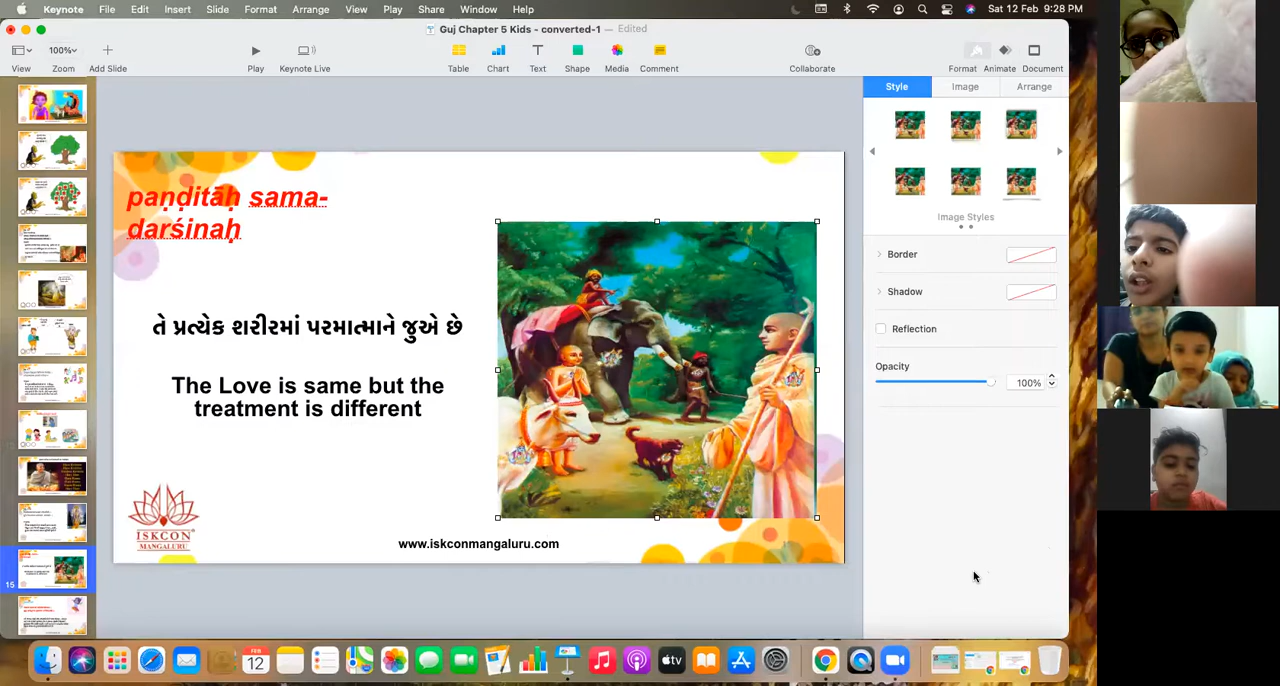 Keynote File Edit Insert Slide Format Arrange View Play Share Window Help Sat 12 Feb 9:28 PM
Guj Chapter 5 Kids - converted-1 — Edited
100%
View Zoom Add Slide Play Keynote Live Table Chart Text Shape Media Comment Collaborate Format Animate Document
Style Image Arrange
Image Styles
Border
Shadow
Reflection
Opacity
100%
paṇḍitāḥ sama-
darśinaḥ
તે પ્રત્યેક શરીરમાં પરમાત્માને જુએ છે
The Love is same but the
treatment is different
ISKCON
MANGALURU
www.iskconmangaluru.com
15
FEB
12
tv